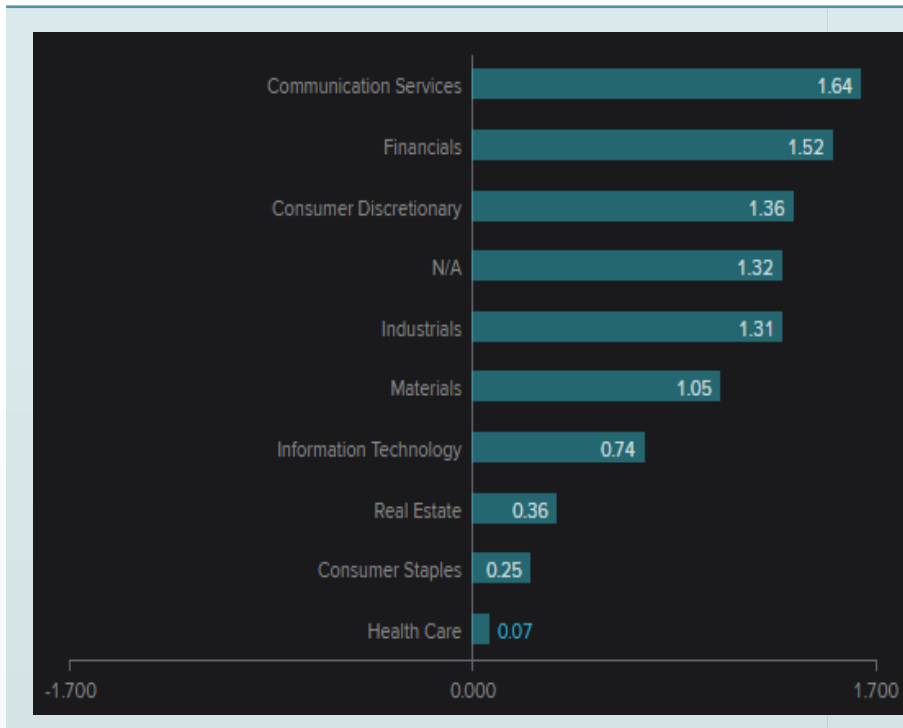 Communication Services 1.64
Financials 1.52
Consumer Discretionary 1.36
N/A 1.32
Industrials 1.31
Materials 1.05
Information Technology 0.74
Real Estate 0.36
Consumer Staples 0.25
Health Care 0.07
-1.700 0.000 1.700